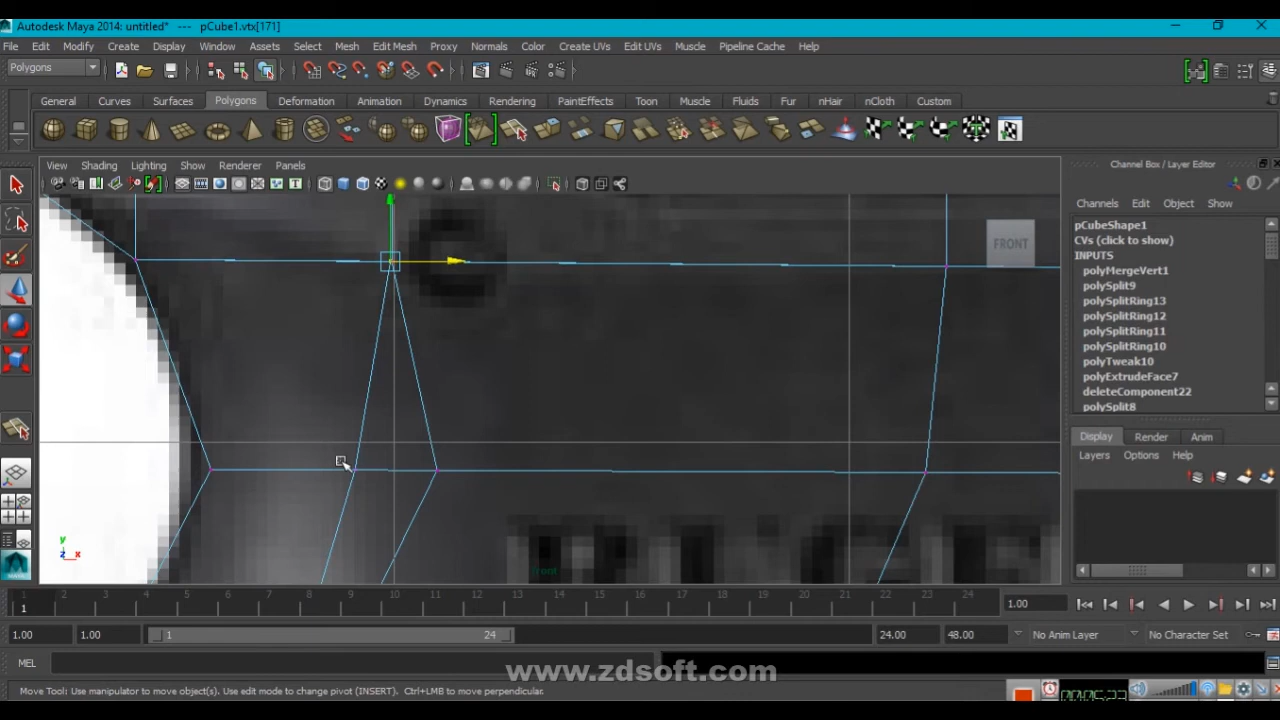 Autodesk Maya 2014: untitled* --- pCube1.vtx[171]
File Edit Modify Create Display Window Assets Select Mesh Edit Mesh Proxy Normals Color Create UVs Edit UVs Muscle Pipeline Cache Help
Polygons
General Curves Surfaces Polygons Deformation Animation Dynamics Rendering PaintEffects Toon Muscle Fluids Fur nHair nCloth Custom
View Shading Lighting Show Renderer Panels
Channel Box / Layer Editor
Channels Edit Object Show
pCubeShape1
CVs (click to show)
INPUTS
polyMergeVert1
polySplit9
polySplitRing13
polySplitRing12
polySplitRing11
polySplitRing10
polyTweak10
polyExtrudeFace7
deleteComponent22
polySplit8
FRONT
Display Render Anim
Layers Options Help
y
z x
front
1 2 3 4 5 6 7 8 9 10 11 12 13 14 15 16 17 18 19 20 21 22 23 24
1
1.00
1.00 1.00 1 24 24.00 48.00 No Anim Layer No Character Set
MEL
www.zdsoft.com
Move Tool: Use manipulator to move object(s). Use edit mode to change pivot (INSERT). Ctrl+LMB to move perpendicular.